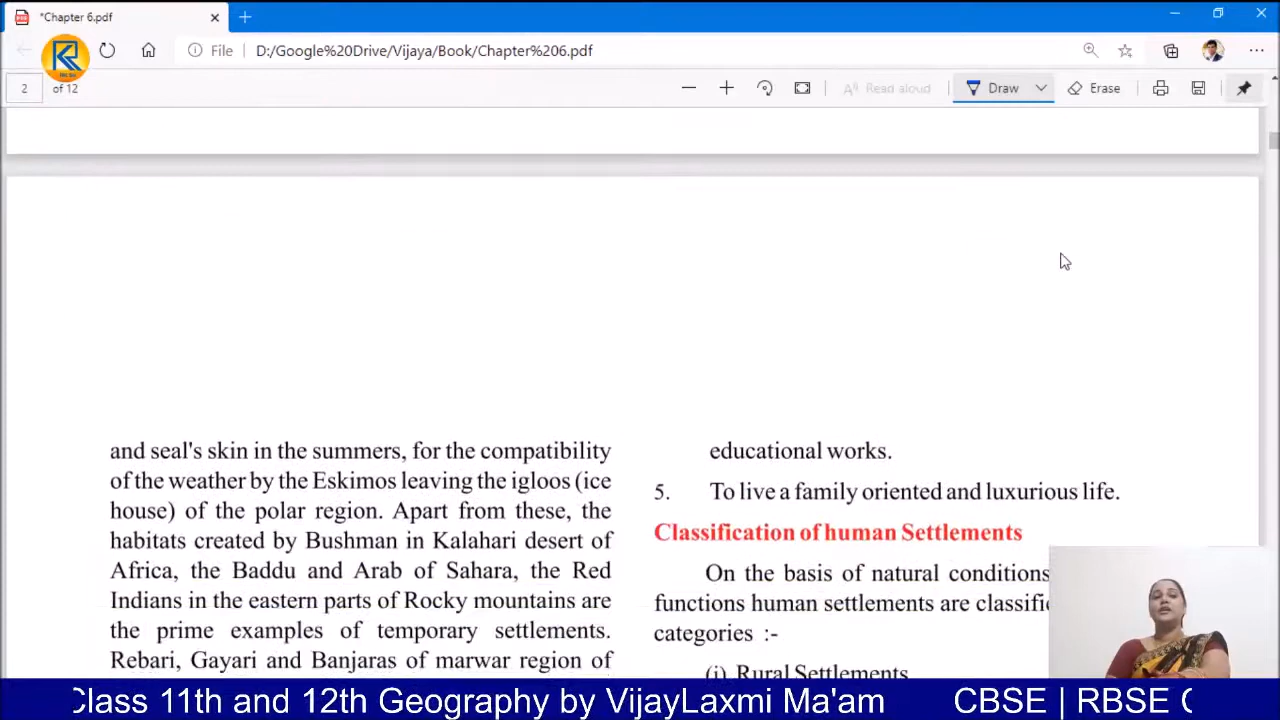 *Chapter 6.pdf
File D:/Google%20Drive/Vijaya/Book/Chapter%206.pdf
2 of 12 Read aloud Draw Erase
and seal's skin in the summers, for the compatibility
of the weather by the Eskimos leaving the igloos (ice
house) of the polar region. Apart from these, the
habitats created by Bushman in Kalahari desert of
Africa, the Baddu and Arab of Sahara, the Red
Indians in the eastern parts of Rocky mountains are
the prime examples of temporary settlements.
Rebari, Gayari and Banjaras of marwar region of
educational works.
5. To live a family oriented and luxurious life.
Classification of human Settlements
On the basis of natural conditions
functions human settlements are classifi
categories :-
(i) Rural Settlements
Class 11th and 12th Geography by VijayLaxmi Ma'am CBSE | RBSE